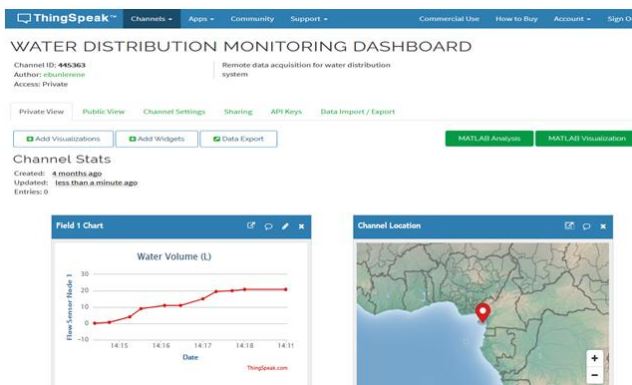 ThingSpeak™ Channels Apps Community Support Commercial Use How to Buy Account Sign O
WATER DISTRIBUTION MONITORING DASHBOARD
Channel ID: 445363
Author: ebunlerene
Access: Private
Remote data acquisition for water distribution
system
Private View Public View Channel Settings Sharing API Keys Data Import / Export
Add Visualizations Add Widgets Data Export MATLAB Analysis MATLAB Visualization
Channel Stats
Created: 4 months ago
Updated: less than a minute ago
Entries: 0
Field 1 Chart
Water Volume (L)
Flow Sensor Node 1
30
20
10
0
-10
14:15 14:16 14:17 14:18 14:1
Date
ThingSpeak.com
Channel Location
+
−